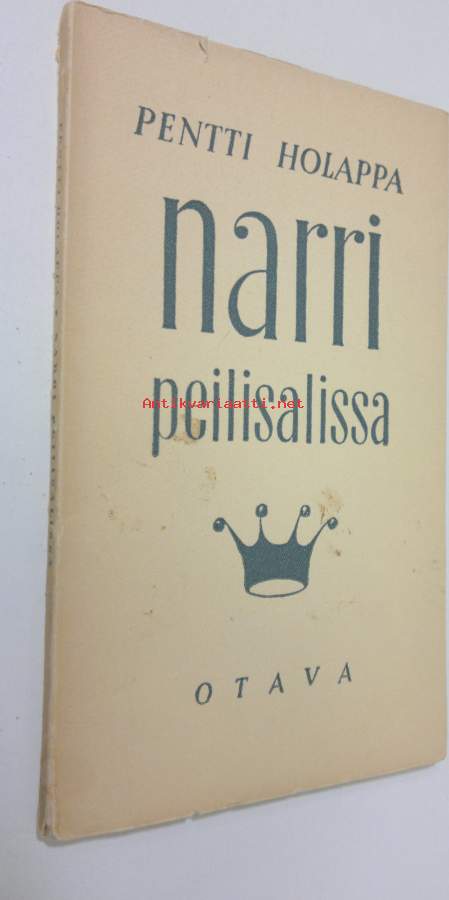 PENTTI HOLAPPA
narri
peilisalissa
Antikvariaatti.net
OTAVA